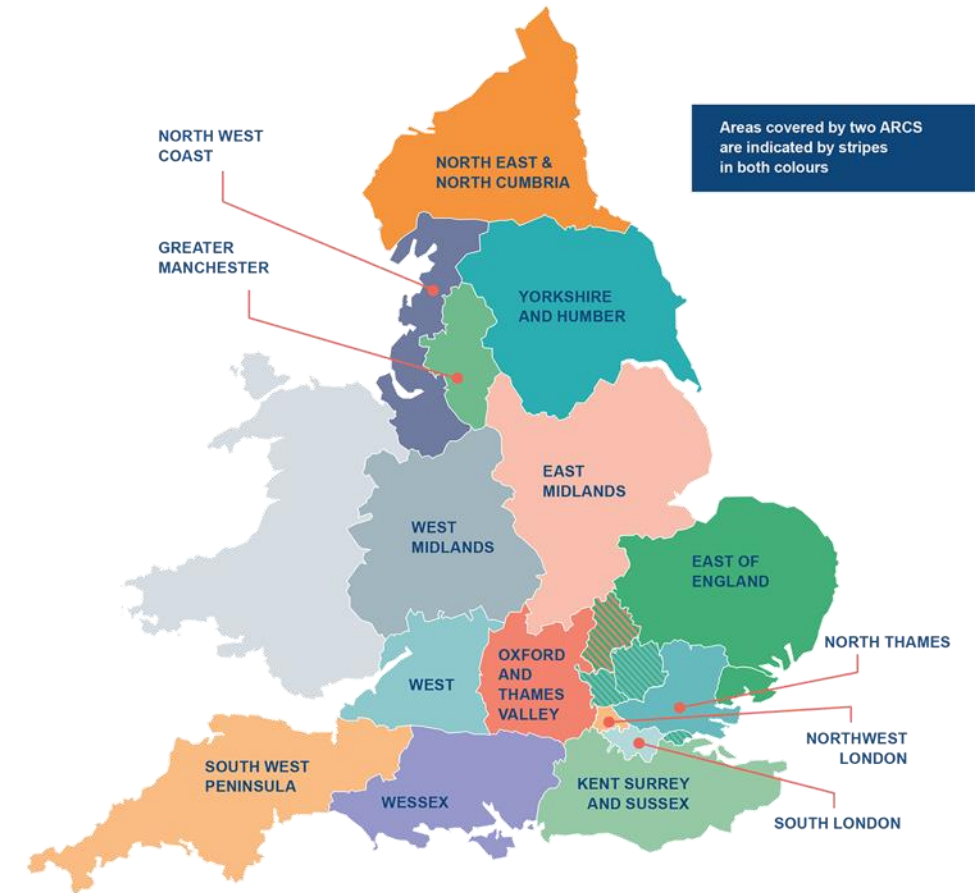 NORTH WEST
COAST
Areas covered by two ARCS
are indicated by stripes
in both colours
NORTH EAST &
NORTH CUMBRIA
GREATER
MANCHESTER
YORKSHIRE
AND HUMBER
EAST
MIDLANDS
WEST
MIDLANDS
EAST OF
ENGLAND
NORTH THAMES
OXFORD
AND
THAMES
VALLEY
WEST
NORTHWEST
LONDON
SOUTH WEST
PENINSULA
WESSEX
KENT SURREY
AND SUSSEX
SOUTH LONDON